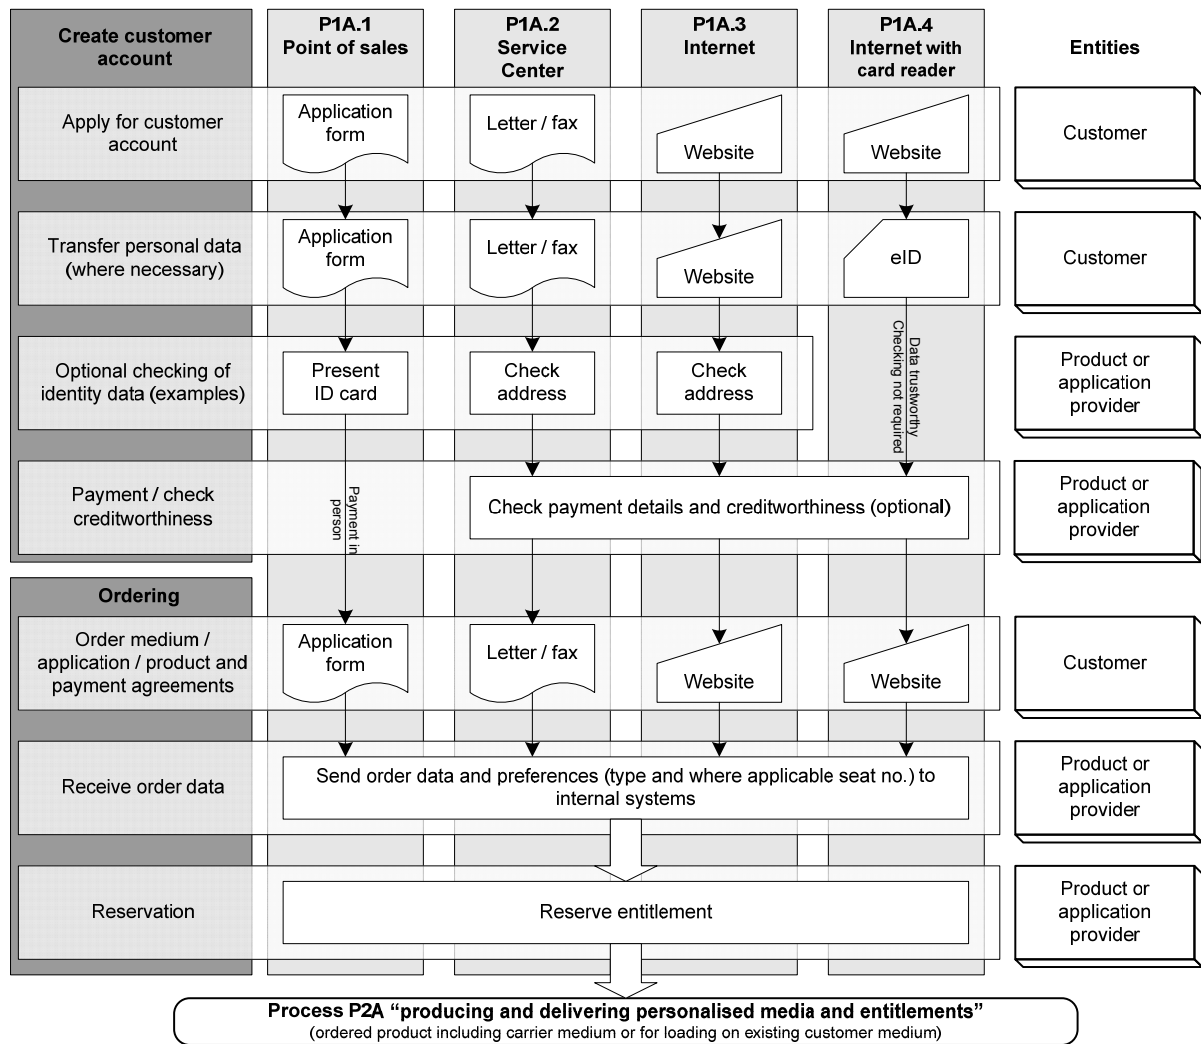 Create customer
account
P1A.1
Point of sales
P1A.2
Service
Center
P1A.3
Internet
P1A.4
Internet with
card reader
Entities
Apply for customer
account
Application
form
Letter / fax
Website
Website
Customer
Transfer personal data
(where necessary)
Application
form
Letter / fax
Website
eID
Customer
Optional checking of
identity data (examples)
Present
ID card
Check
address
Check
address
Data trustworthy
Checking not required
Product or
application
provider
Payment / check
creditworthiness
Payment in
person
Check payment details and creditworthiness (optional)
Product or
application
provider
Ordering
Order medium /
application / product and
payment agreements
Application
form
Letter / fax
Website
Website
Customer
Receive order data
Send order data and preferences (type and where applicable seat no.) to
internal systems
Product or
application
provider
Reservation
Reserve entitlement
Product or
application
provider
Process P2A “producing and delivering personalised media and entitlements”
(ordered product including carrier medium or for loading on existing customer medium)